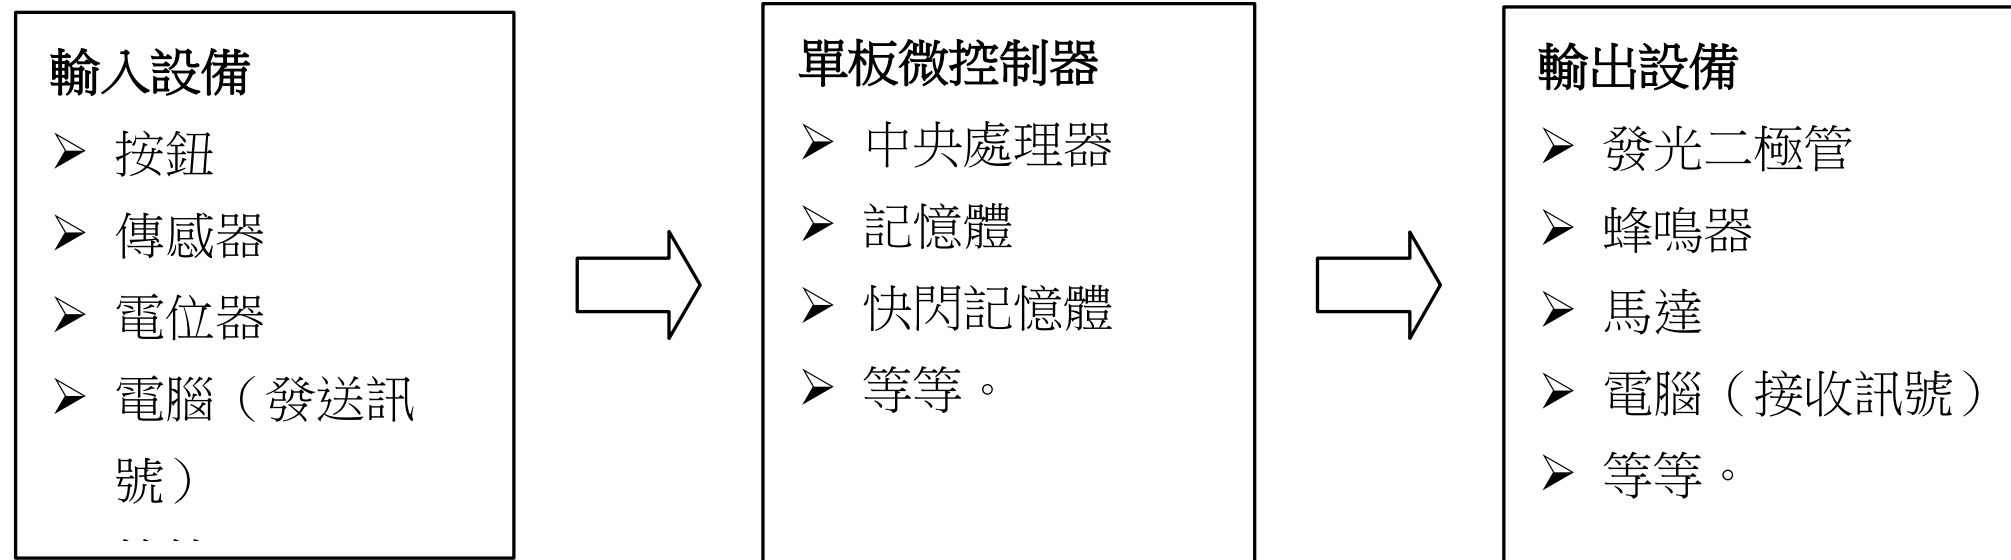 輸入設備
➢ 按鈕
➢ 傳感器
➢ 電位器
➢ 電腦（發送訊
號）
單板微控制器
➢ 中央處理器
➢ 記憶體
➢ 快閃記憶體
➢ 等等。
輸出設備
➢ 發光二極管
➢ 蜂鳴器
➢ 馬達
➢ 電腦（接收訊號）
➢ 等等。